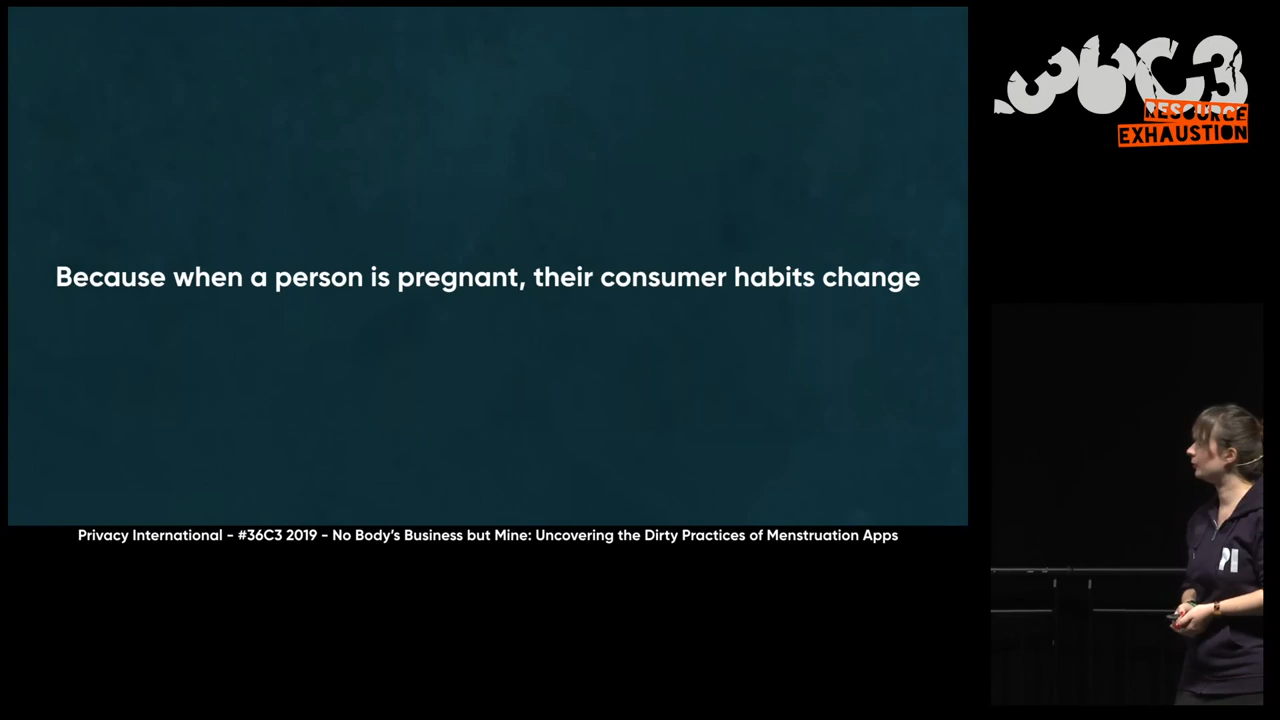 Because when a person is pregnant, their consumer habits change
Privacy International - #36C3 2019 - No Body's Business but Mine: Uncovering the Dirty Practices of Menstruation Apps
36C3
RESOURCE
EXHAUSTION
PI